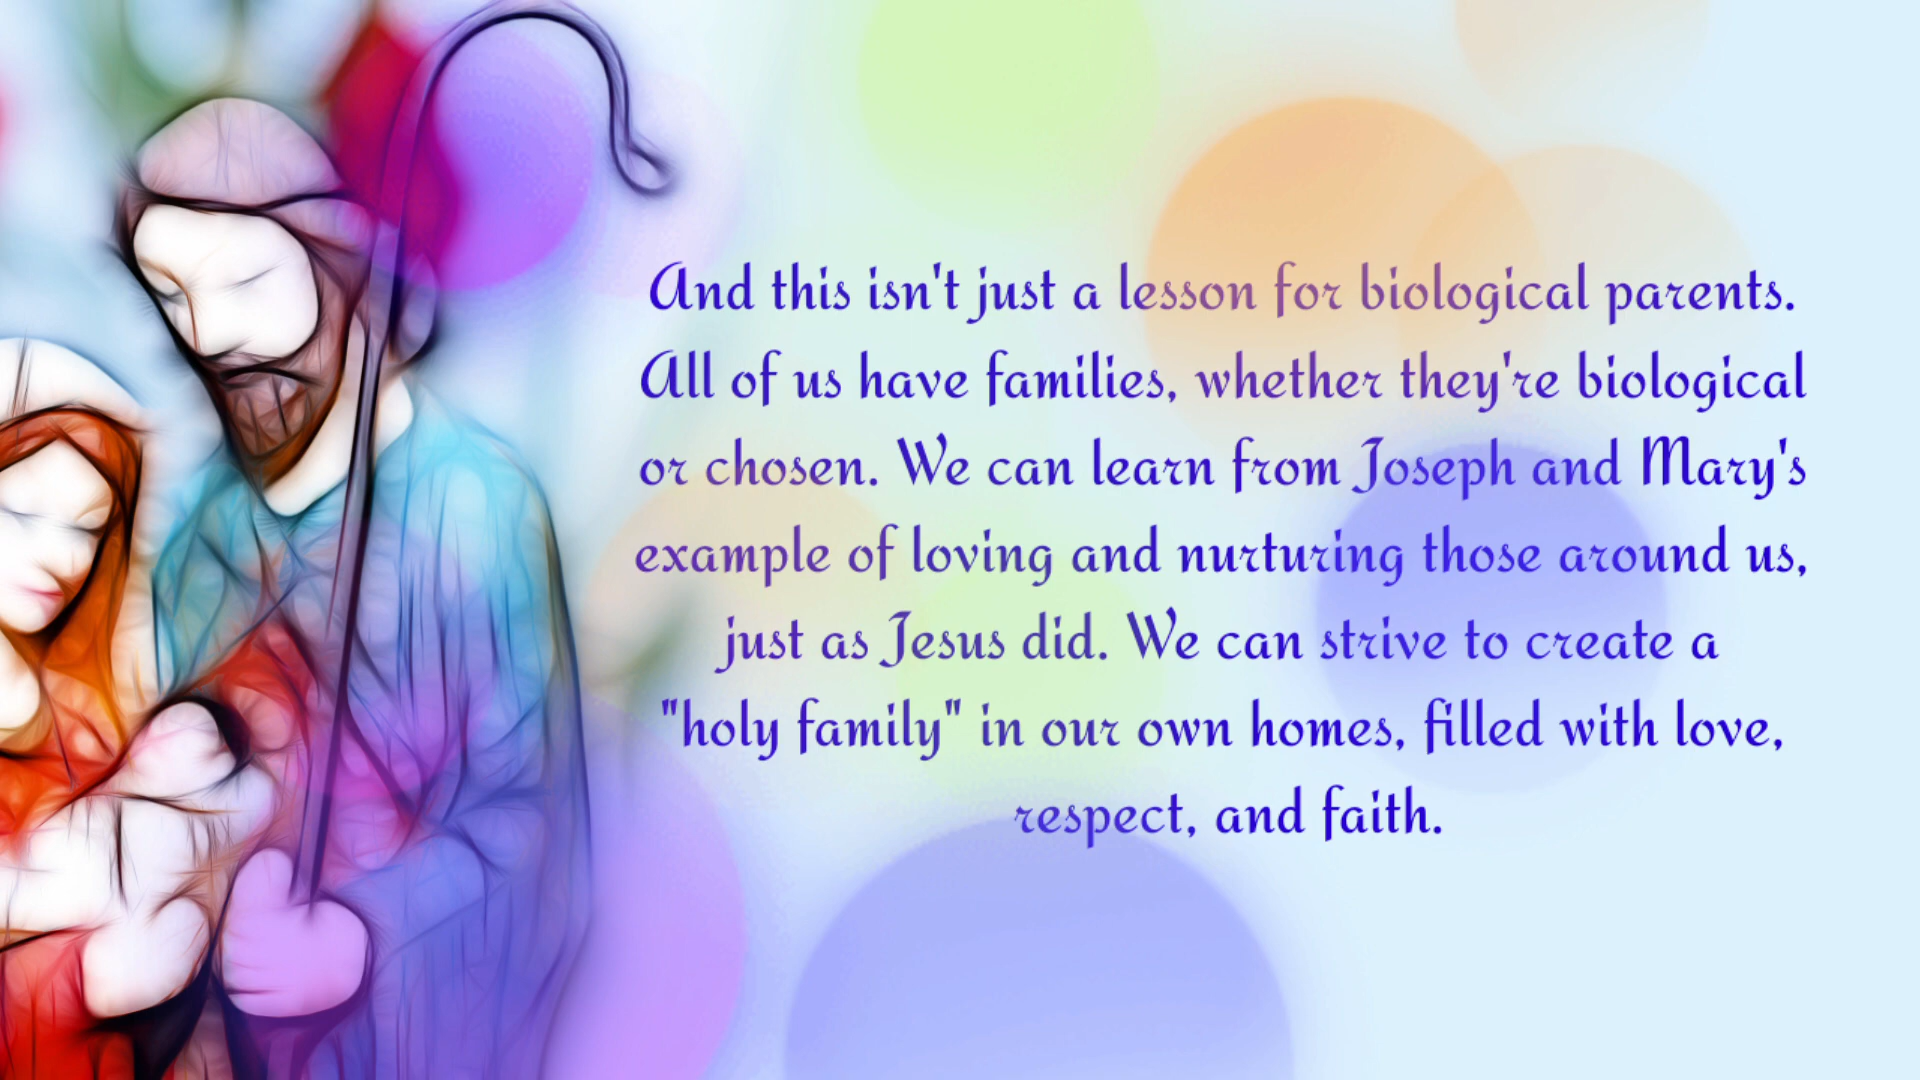 And this isn't just a lesson for biological parents.
All of us have families, whether they're biological
or chosen. We can learn from Joseph and Mary's
example of loving and nurturing those around us,
just as Jesus did. We can strive to create a
"holy family" in our own homes, filled with love,
respect, and faith.